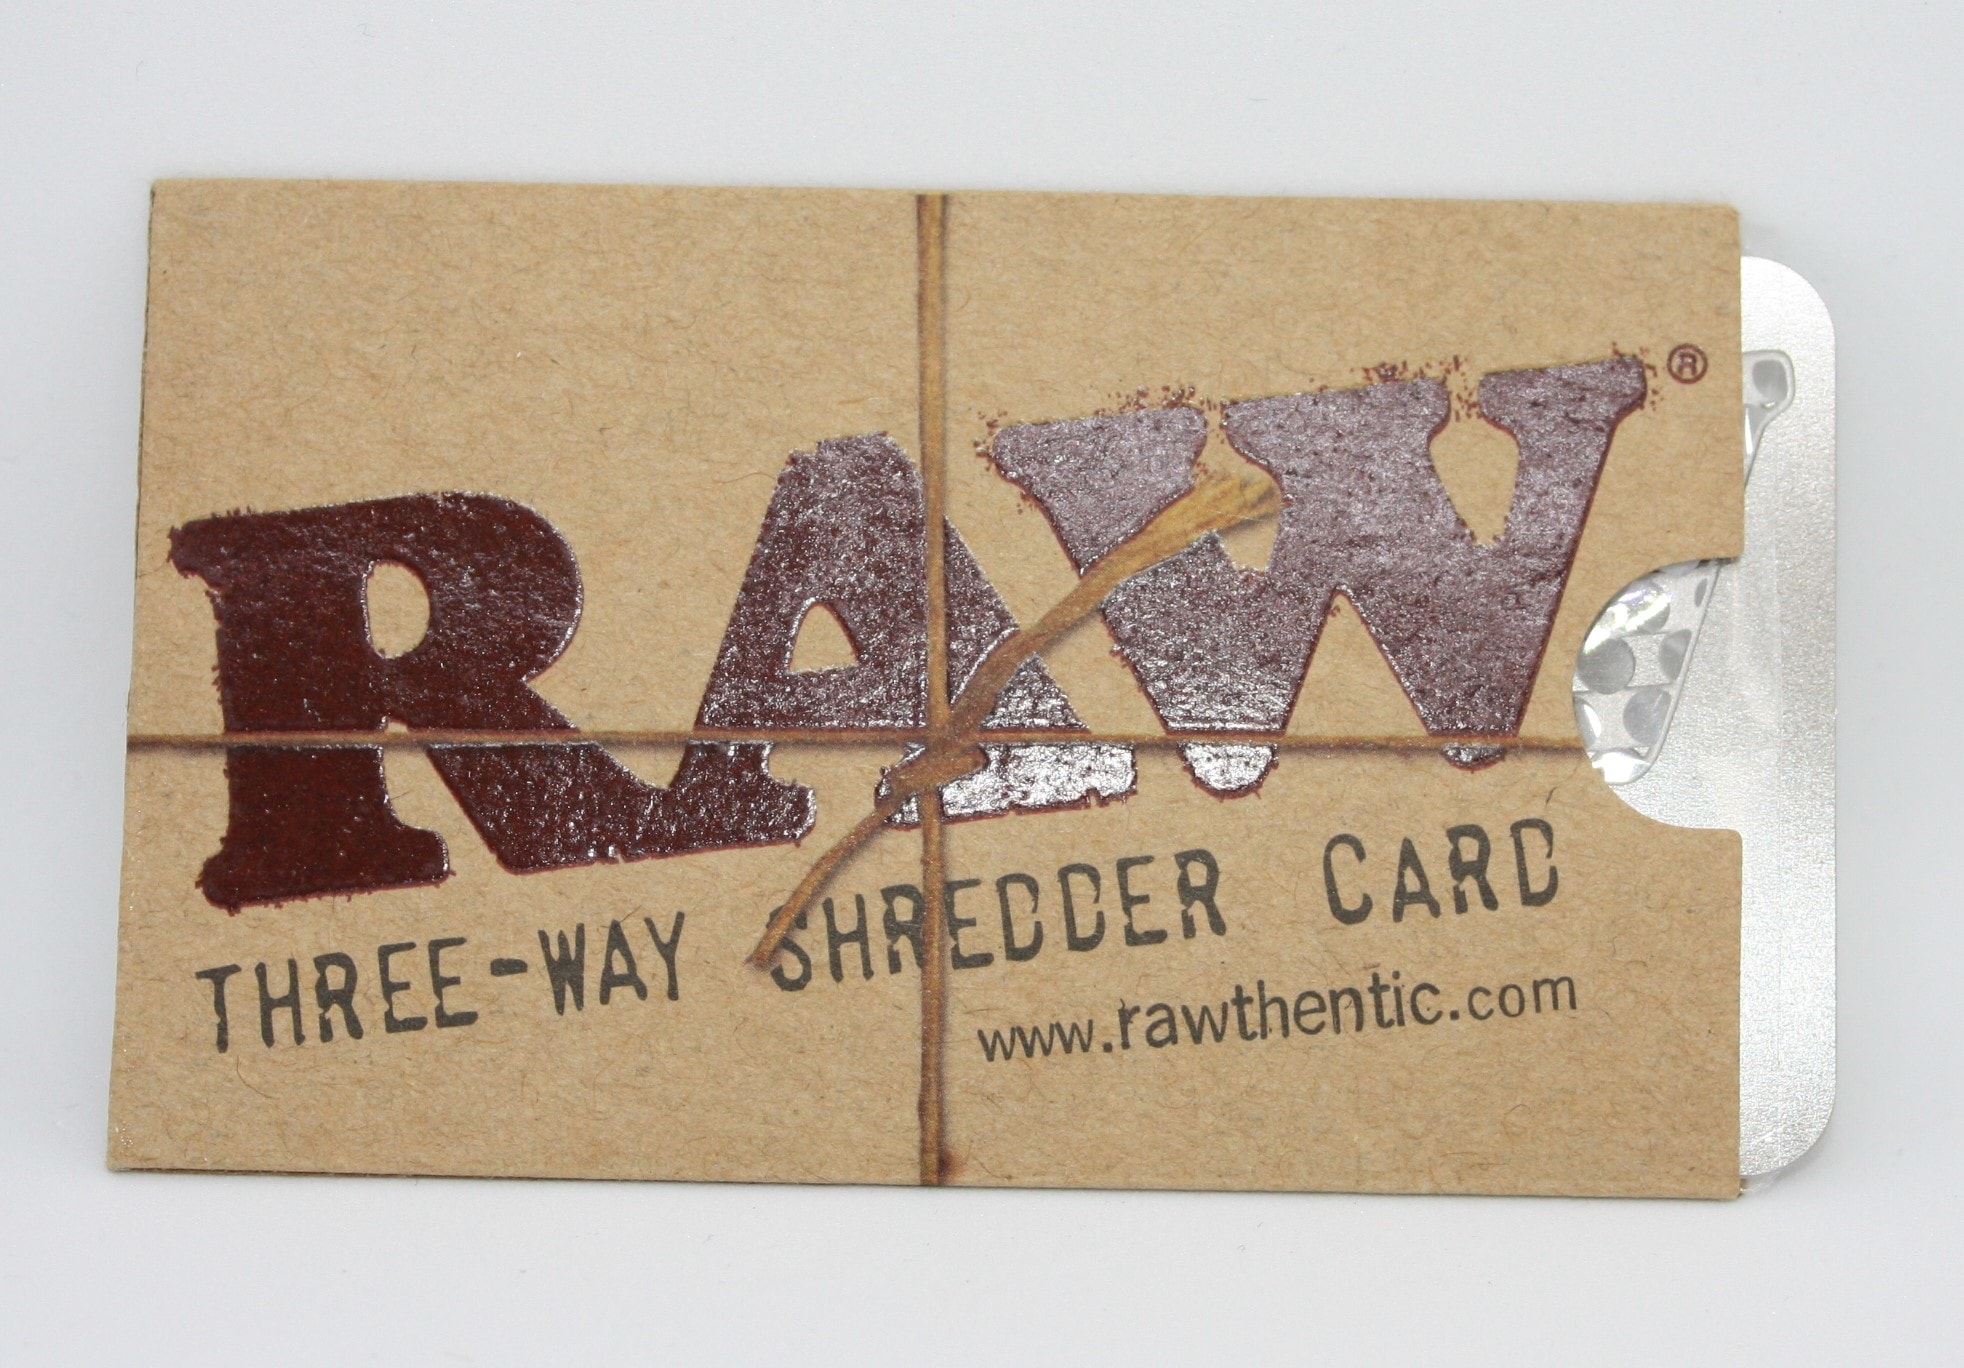 RAW®
THREE-WAY SHREDDER CARD
www.rawthentic.com